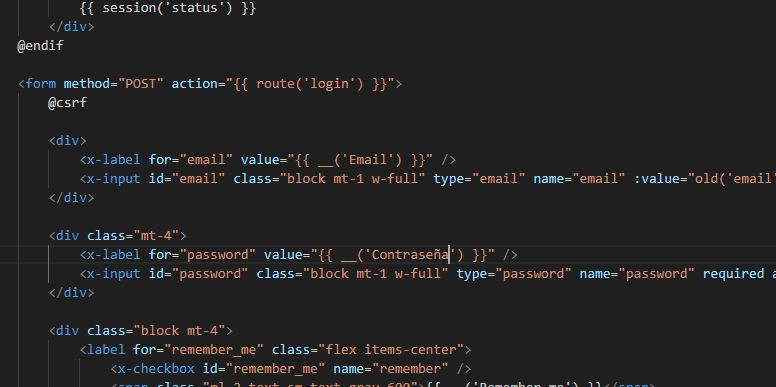 {{ session('status') }}
</div>
@endif
<form method="POST" action="{{ route('login') }}">
@csrf
<div>
<x-label for="email" value="{{ __('Email') }}" />
<x-input id="email" class="block mt-1 w-full" type="email" name="email" :value="old('email'
</div>
<div class="mt-4">
<x-label for="password" value="{{ __('Contraseña') }}" />
<x-input id="password" class="block mt-1 w-full" type="password" name="password" required a
</div>
<div class="block mt-4">
<label for="remember_me" class="flex items-center">
<x-checkbox id="remember_me" name="remember" />
<span class="ml-2 text-sm text-gray-600">{{ __('Remember me') }}</span>